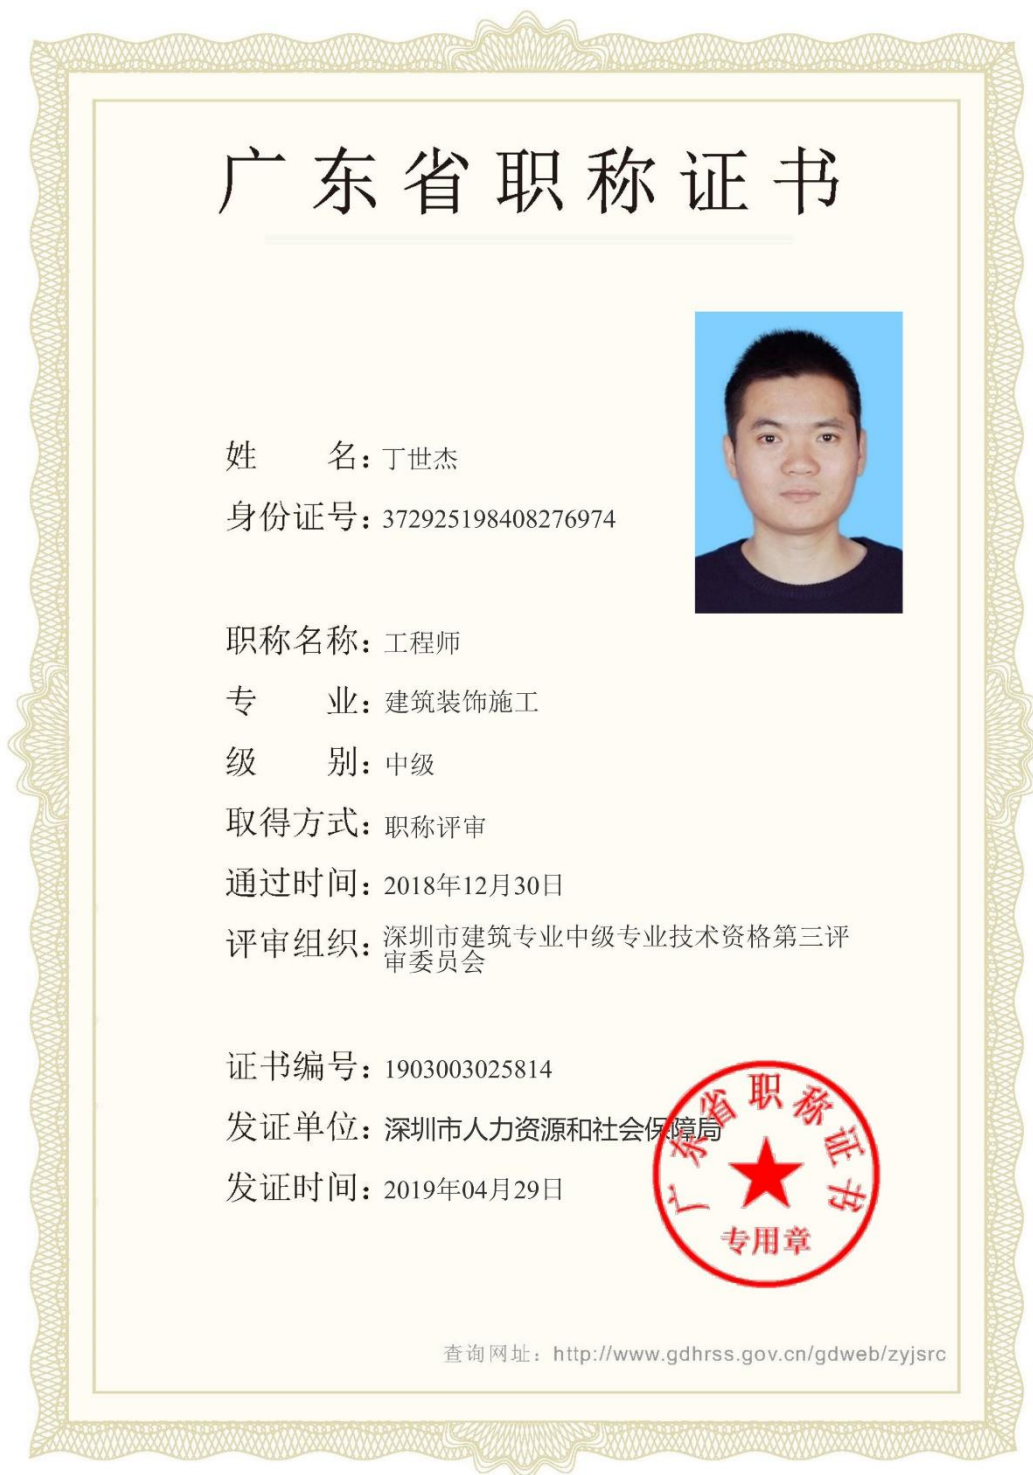 广东省职称证书
姓 名：丁世杰
身份证号：372925198408276974
职称名称：工程师
专 业：建筑装饰施工
级 别：中级
取得方式：职称评审
通过时间：2018年12月30日
评审组织：深圳市建筑专业中级专业技术资格第三评
审委员会
证书编号：1903003025814
发证单位：深圳市人力资源和社会保障局
发证时间：2019年04月29日
广东省职称证书
专用章
查询网址：http://www.gdhrss.gov.cn/gdweb/zyjsrc